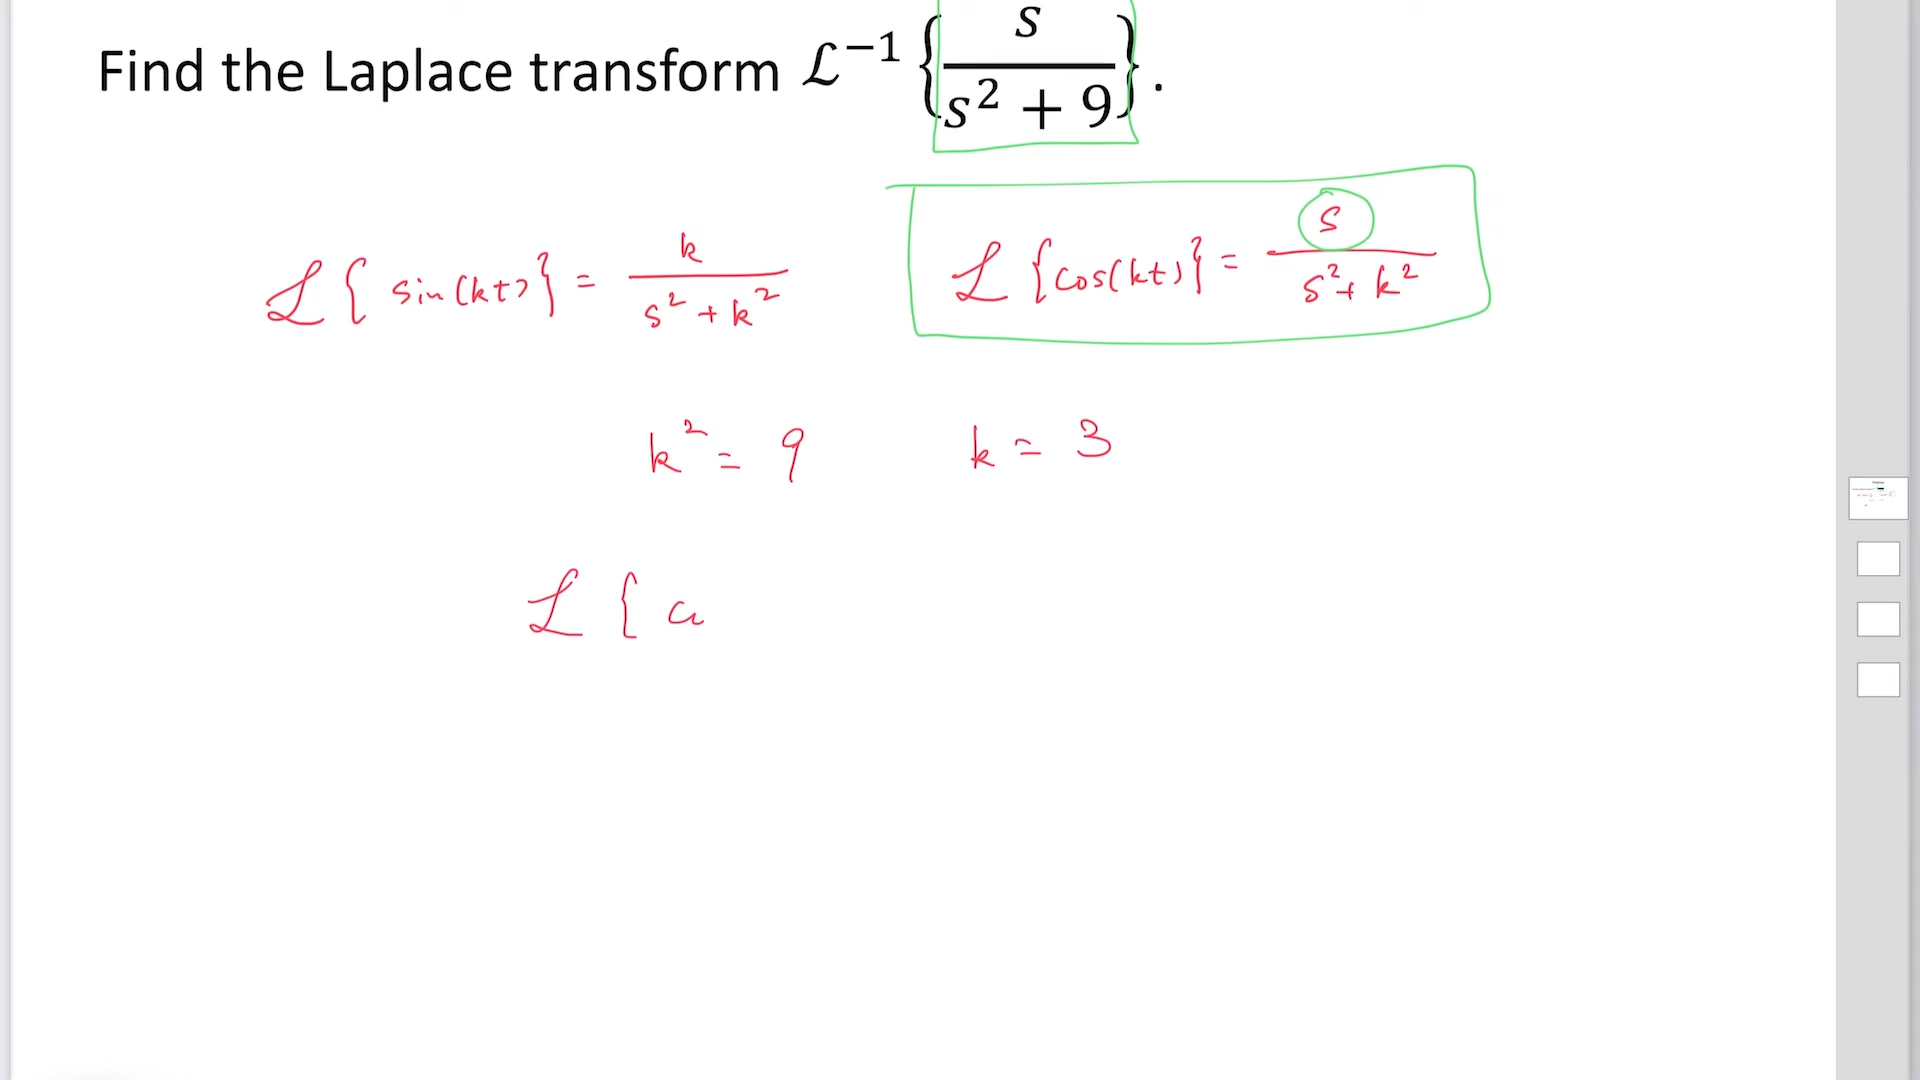 Find the Laplace transform ℒ⁻¹ { s / (s² + 9) } .
ℒ { sin(kt) } = k / (s² + k²)
ℒ { cos(kt) } = s / (s² + k²)
k² = 9 k = 3
ℒ {